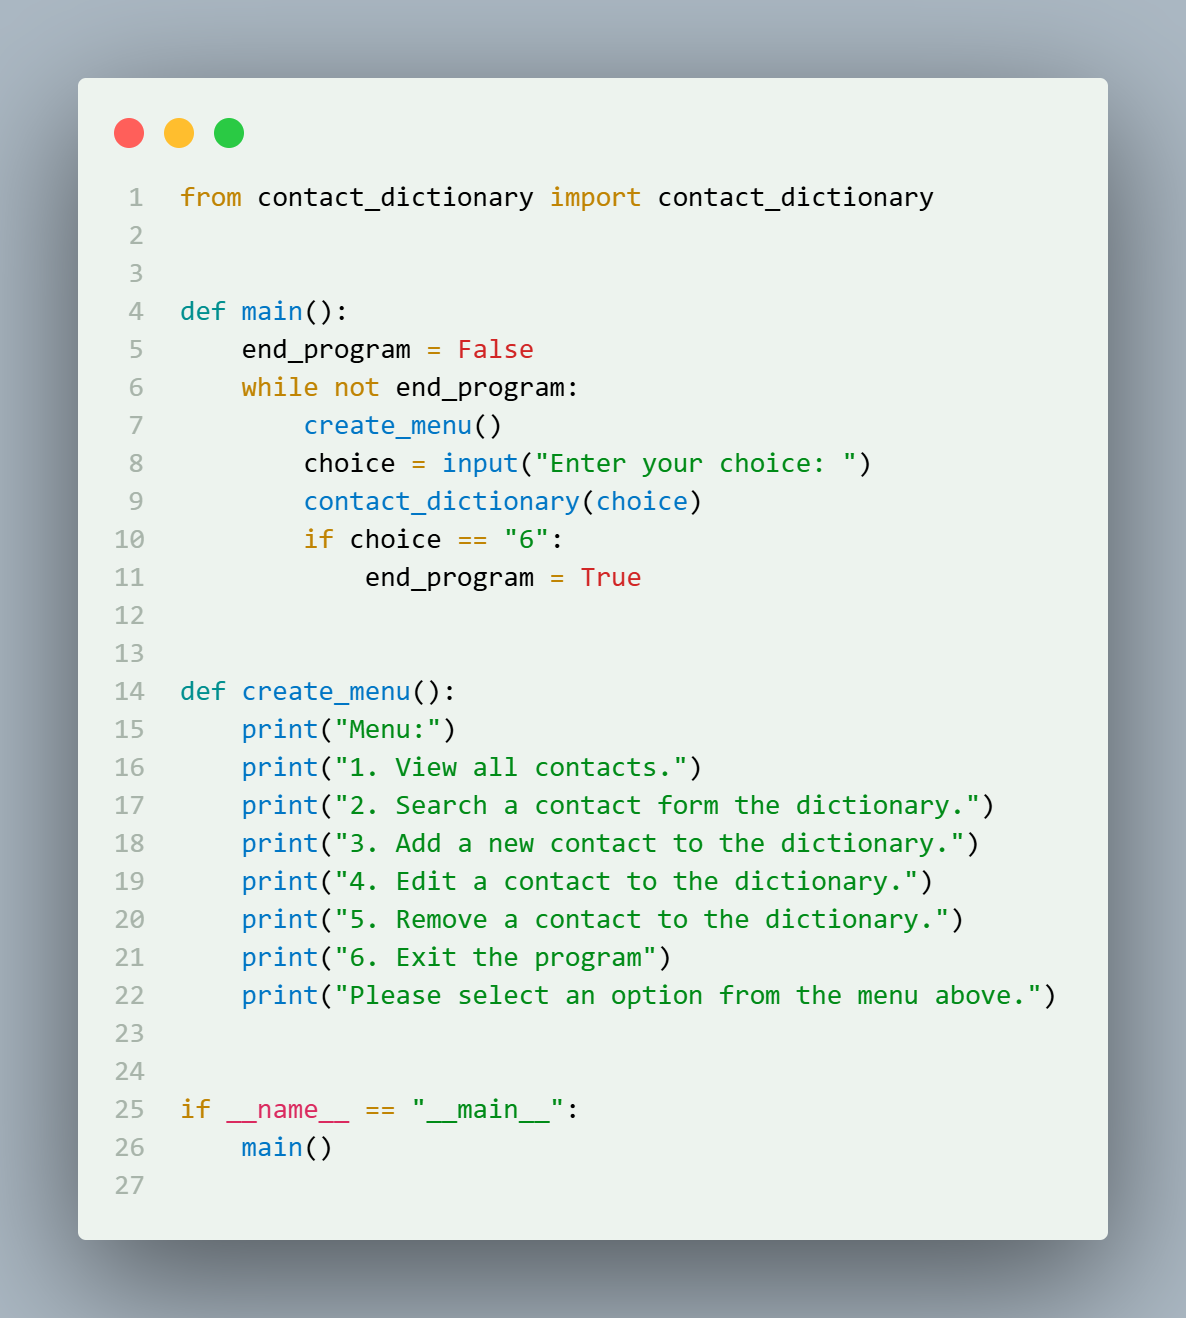 1 from contact_dictionary import contact_dictionary
2
3
4 def main():
5     end_program = False
6     while not end_program:
7         create_menu()
8         choice = input("Enter your choice: ")
9         contact_dictionary(choice)
10         if choice == "6":
11             end_program = True
12
13
14 def create_menu():
15     print("Menu:")
16     print("1. View all contacts.")
17     print("2. Search a contact form the dictionary.")
18     print("3. Add a new contact to the dictionary.")
19     print("4. Edit a contact to the dictionary.")
20     print("5. Remove a contact to the dictionary.")
21     print("6. Exit the program")
22     print("Please select an option from the menu above.")
23
24
25 if __name__ == "__main__":
26     main()
27